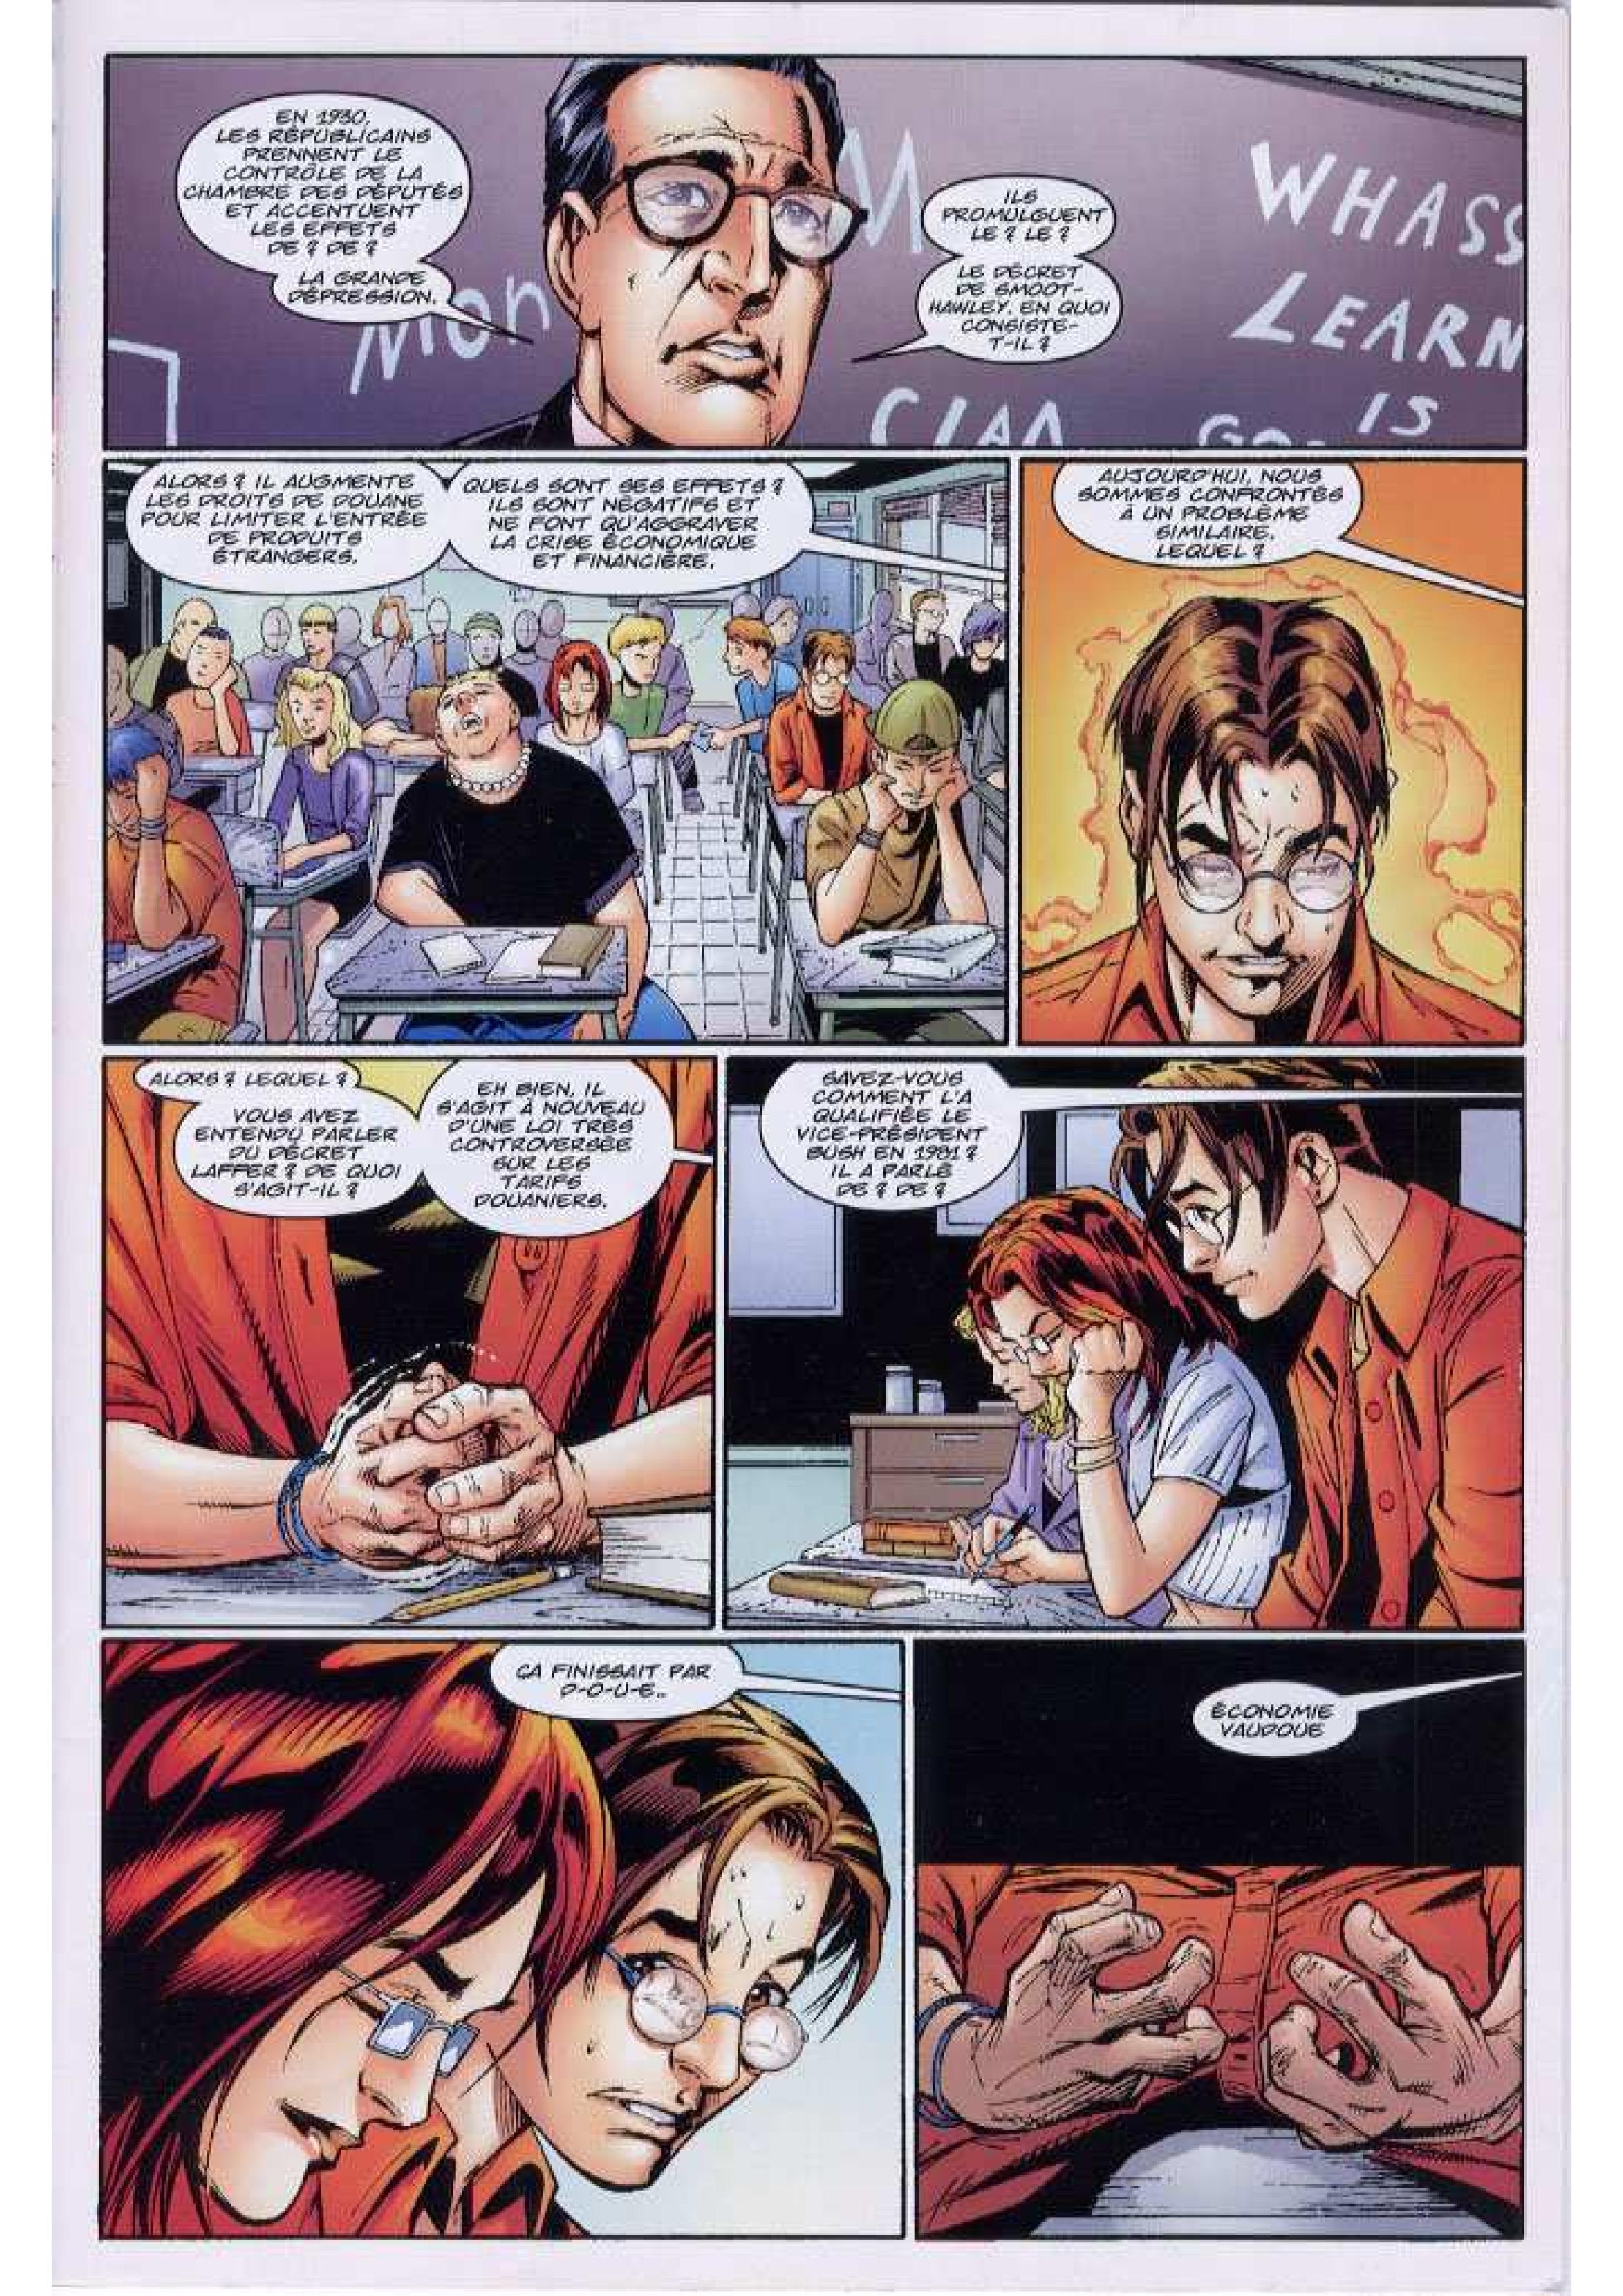 EN 1930,
LES RÉPUBLICAINS
PRENNENT LE
CONTRÔLE DE LA
CHAMBRE DES DÉPUTÉS
ET ACCENTUENT
LES EFFETS
DE ? DE ?
LA GRANDE
DÉPRESSION.
ILS
PROMULGUENT
LE ? LE ?
LE DÉCRET
DE SMOOT-
HAWLEY. EN QUOI
CONSISTE-
T-IL ?
Mon
M
CLAA
WHASS
LEARN
IS
GO
ALORS ? IL AUGMENTE
LES DROITS DE DOUANE
POUR LIMITER L'ENTRÉE
DE PRODUITS
ÉTRANGERS.
QUELS SONT SES EFFETS ?
ILS SONT NÉGATIFS ET
NE FONT QU'AGGRAVER
LA CRISE ÉCONOMIQUE
ET FINANCIÈRE.
AUJOURD'HUI, NOUS
SOMMES CONFRONTÉS
À UN PROBLÈME
SIMILAIRE.
LEQUEL ?
ALORS ? LEQUEL ?
VOUS AVEZ
ENTENDU PARLER
DU DÉCRET
LAFFER ? DE QUOI
S'AGIT-IL ?
EH BIEN, IL
S'AGIT À NOUVEAU
D'UNE LOI TRÈS
CONTROVERSÉE
SUR LES
TARIFS
DOUANIERS.
SAVEZ-VOUS
COMMENT L'A
QUALIFIÉE LE
VICE-PRÉSIDENT
BUSH EN 1981 ?
IL A PARLÉ
DE ? DE ?
ÇA FINISSAIT PAR
D-O-U-E..
ÉCONOMIE
VAUDOUE